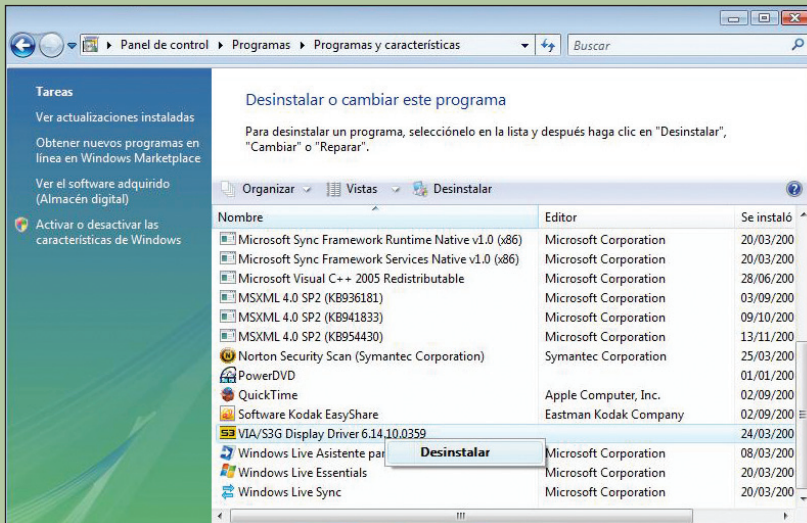 Panel de control ▸ Programas ▸ Programas y características
Buscar
Tareas
Ver actualizaciones instaladas
Obtener nuevos programas en
línea en Windows Marketplace
Ver el software adquirido
(Almacén digital)
Activar o desactivar las
características de Windows
Desinstalar o cambiar este programa
Para desinstalar un programa, selecciónelo en la lista y después haga clic en "Desinstalar",
"Cambiar" o "Reparar".
Organizar Vistas Desinstalar
Nombre Editor Se instaló
Microsoft Sync Framework Runtime Native v1.0 (x86) Microsoft Corporation 20/03/200
Microsoft Sync Framework Services Native v1.0 (x86) Microsoft Corporation 20/03/200
Microsoft Visual C++ 2005 Redistributable Microsoft Corporation 28/06/200
MSXML 4.0 SP2 (KB936181) Microsoft Corporation 03/09/200
MSXML 4.0 SP2 (KB941833) Microsoft Corporation 09/10/200
MSXML 4.0 SP2 (KB954430) Microsoft Corporation 13/11/200
Norton Security Scan (Symantec Corporation) Symantec Corporation 25/03/200
PowerDVD 01/01/200
QuickTime Apple Computer, Inc. 02/09/200
Software Kodak EasyShare Eastman Kodak Company 02/09/200
S3 VIA/S3G Display Driver 6.14.10.0359 24/03/200
Windows Live Asistente par Desinstalar Microsoft Corporation 08/03/200
Windows Live Essentials Microsoft Corporation 20/03/200
Windows Live Sync Microsoft Corporation 20/03/200